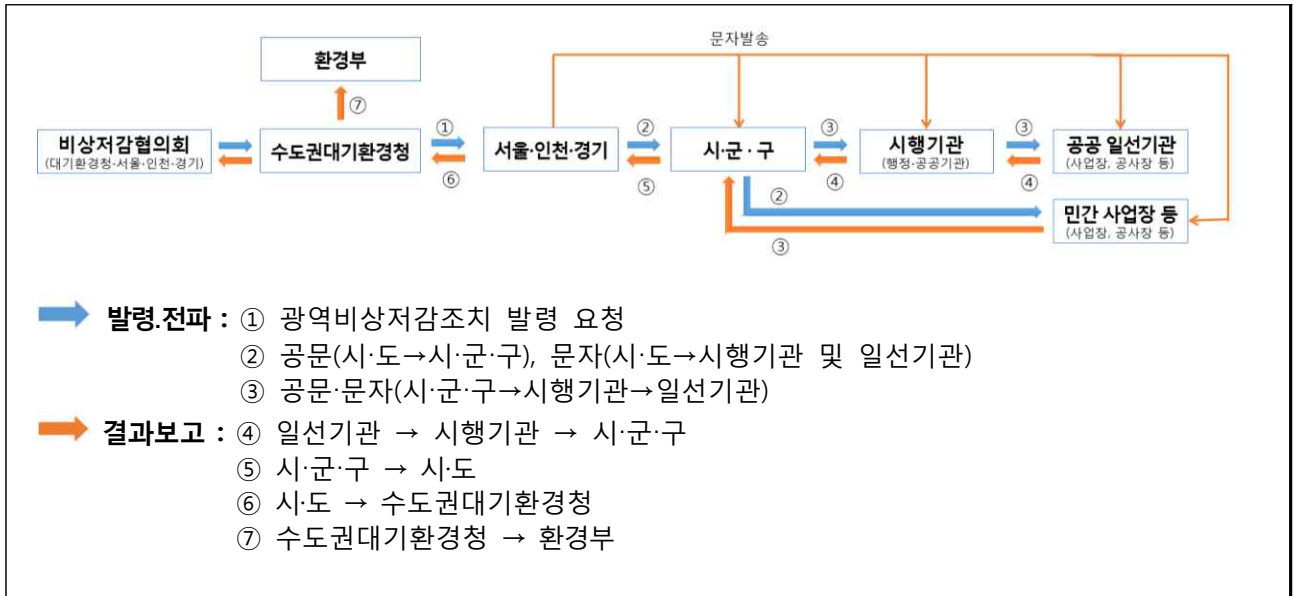 문자발송
환경부
⑦
비상저감협의회
(대기환경청·서울·인천·경기)
수도권대기환경청
①
⑥
서울·인천·경기
②
⑤
시·군·구
③
④
시행기관
(행정·공공기관)
③
④
공공 일선기관
(사업장, 공사장 등)
②
③
민간 사업장 등
(사업장, 공사장 등)
발령.전파 : ① 광역비상저감조치 발령 요청
② 공문(시·도→시·군·구), 문자(시·도→시행기관 및 일선기관)
③ 공문·문자(시·군·구→시행기관→일선기관)
결과보고 : ④ 일선기관 → 시행기관 → 시·군·구
⑤ 시·군·구 → 시·도
⑥ 시·도 → 수도권대기환경청
⑦ 수도권대기환경청 → 환경부